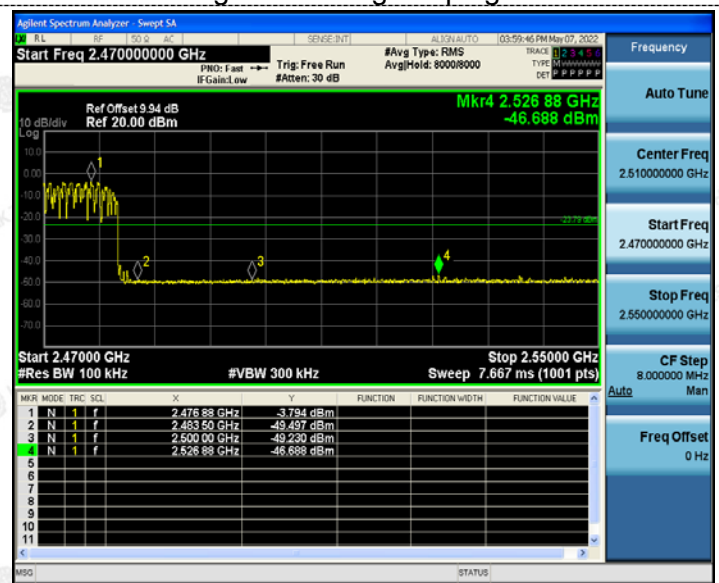 Agilent Spectrum Analyzer - Swept SA
RL RF 50 Ω AC SENSE:INT ALIGNAUTO 03:59:46 PM May 07, 2022
Start Freq 2.470000000 GHz
PNO: Fast
IFGain:Low
Trig: Free Run
#Atten: 30 dB
#Avg Type: RMS
Avg|Hold: 8000/8000
TRACE 1 2 3 4 5 6
TYPE M
DET P P P P P P
Ref Offset 9.94 dB
10 dB/div Ref 20.00 dBm
Log
Mkr4 2.526 88 GHz
-46.688 dBm
10.0
0.00
-10.0
-20.0
-30.0
-40.0
-50.0
-60.0
-70.0
1
2
3
4
-23.79 dBm
Start 2.47000 GHz Stop 2.55000 GHz
#Res BW 100 kHz #VBW 300 kHz Sweep 7.667 ms (1001 pts)
MKR MODE TRC SCL X Y FUNCTION FUNCTION WIDTH FUNCTION VALUE
1 N 1 f 2.476 88 GHz -3.794 dBm
2 N 1 f 2.483 50 GHz -49.497 dBm
3 N 1 f 2.500 00 GHz -49.230 dBm
4 N 1 f 2.526 88 GHz -46.688 dBm
5
6
7
8
9
10
11
MSG STATUS
Frequency
Auto Tune
Center Freq
2.510000000 GHz
Start Freq
2.470000000 GHz
Stop Freq
2.550000000 GHz
CF Step
8.000000 MHz
Auto Man
Freq Offset
0 Hz